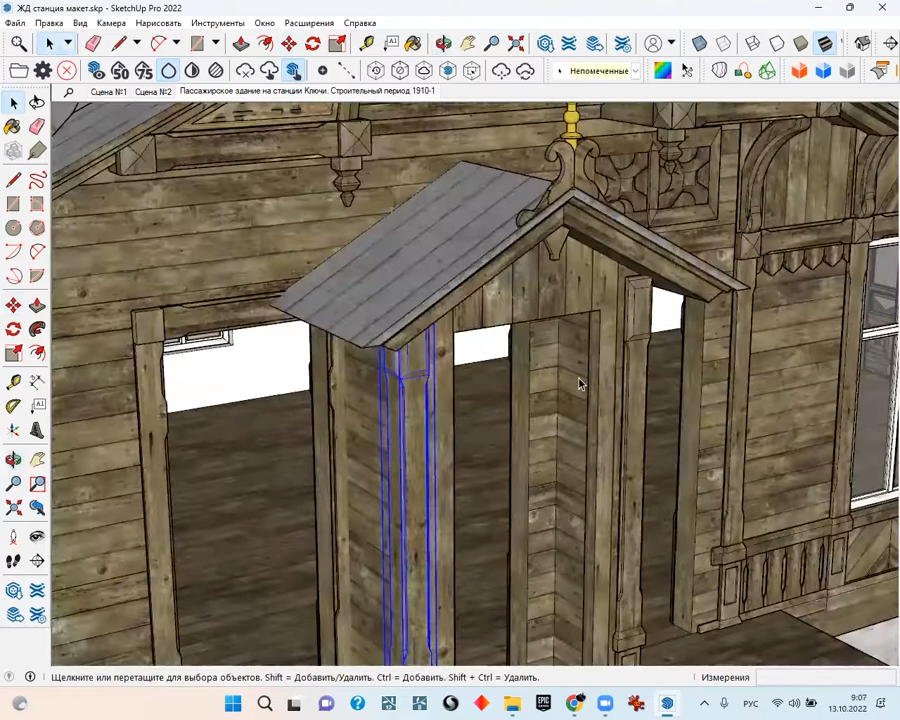 ЖД станция макет.skp - SketchUp Pro 2022
Файл Правка Вид Камера Нарисовать Инструменты Окно Расширения Справка
50 75 Непомеченные
Сцена №1 Сцена №2 Пассажирское здание на станции Ключи. Строительный период 1910-1
Щелкните или перетащите для выбора объектов. Shift = Добавить/Удалить. Ctrl = Добавить. Shift + Ctrl = Удалить. Измерения
РУС 9:07
13.10.2022